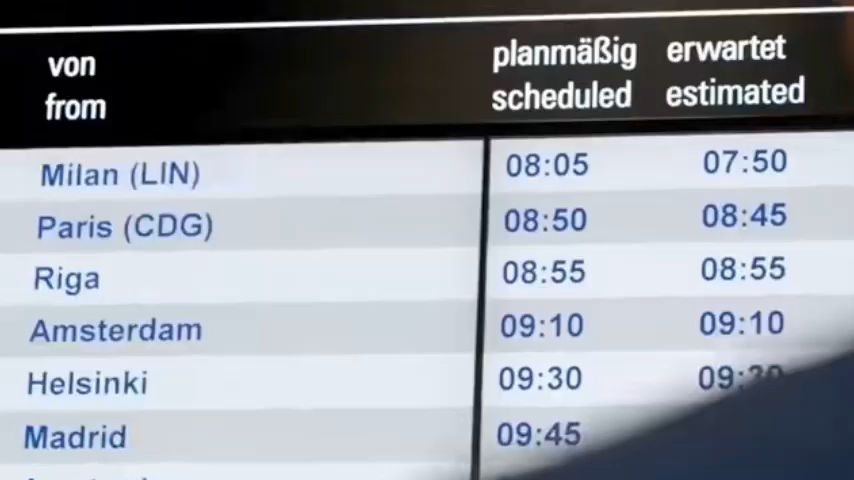 von planmäßig erwartet
from scheduled estimated
Milan (LIN) 08:05 07:50
Paris (CDG) 08:50 08:45
Riga 08:55 08:55
Amsterdam 09:10 09:10
Helsinki 09:30
Madrid 09:45